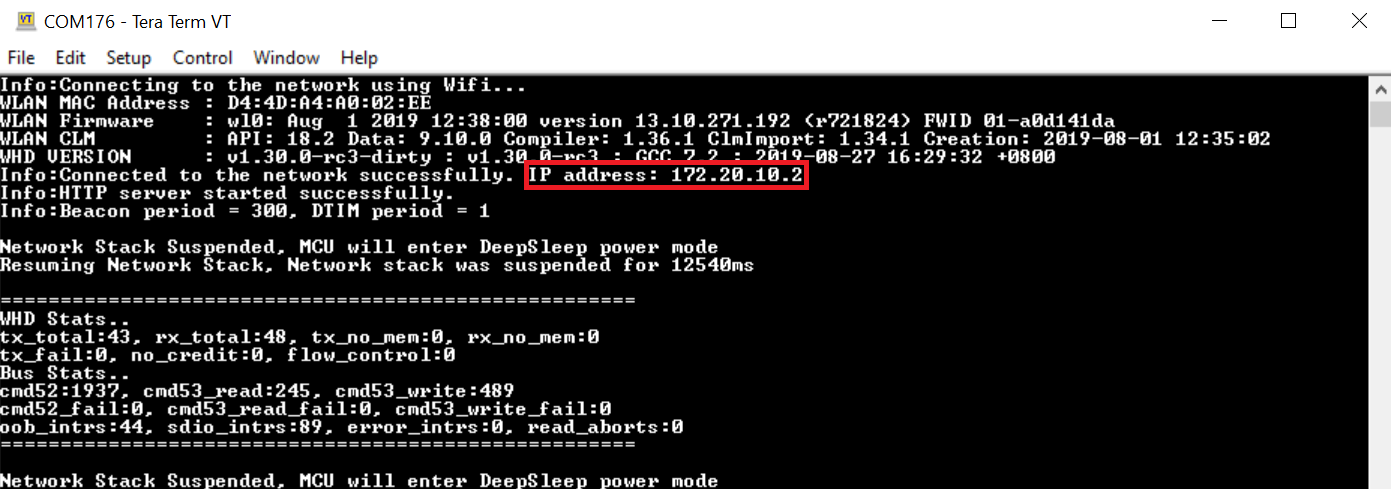 COM176 - Tera Term VT
File Edit Setup Control Window Help
Info:Connecting to the network using Wifi...
WLAN MAC Address : D4:4D:A4:A0:02:EE
WLAN Firmware : wl0: Aug 1 2019 12:38:00 version 13.10.271.192 (r721824) FWID 01-a0d141da
WLAN CLM : API: 18.2 Data: 9.10.0 Compiler: 1.36.1 ClmImport: 1.34.1 Creation: 2019-08-01 12:35:02
WHD VERSION : v1.30.0-rc3-dirty : v1.30.0-rc3 : GCC 7.2 : 2019-08-27 16:29:32 +0800
Info:Connected to the network successfully. IP address: 172.20.10.2
Info:HTTP server started successfully.
Info:Beacon period = 300, DTIM period = 1
Network Stack Suspended, MCU will enter DeepSleep power mode
Resuming Network Stack, Network stack was suspended for 12540ms
=====================================================
WHD Stats..
tx_total:43, rx_total:48, tx_no_mem:0, rx_no_mem:0
tx_fail:0, no_credit:0, flow_control:0
Bus Stats..
cmd52:1937, cmd53_read:245, cmd53_write:489
cmd52_fail:0, cmd53_read_fail:0, cmd53_write_fail:0
oob_intrs:44, sdio_intrs:89, error_intrs:0, read_aborts:0
=====================================================
Network Stack Suspended, MCU will enter DeepSleep power mode